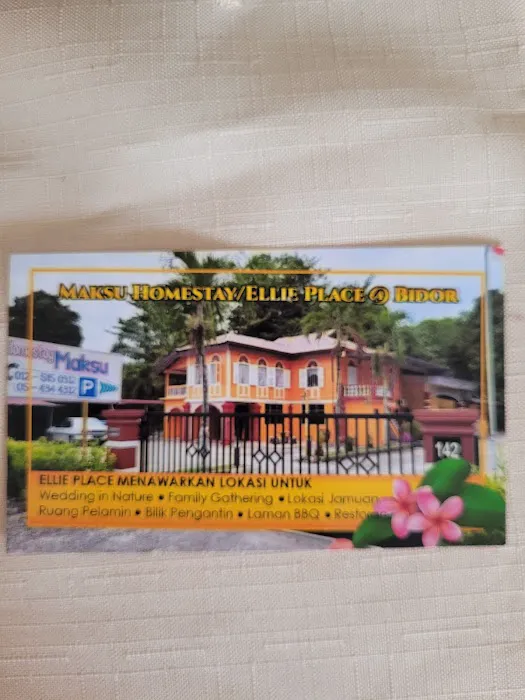 MAKSU HOMESTAY/ELLIE PLACE @ BIDOR
Homestay Maksu
P
142
ELLIE PLACE MENAWARKAN LOKASI UNTUK
Wedding in Nature • Family Gathering • Lokasi Jamuan
Ruang Pelamin • Bilik Pengantin • Laman BBQ •